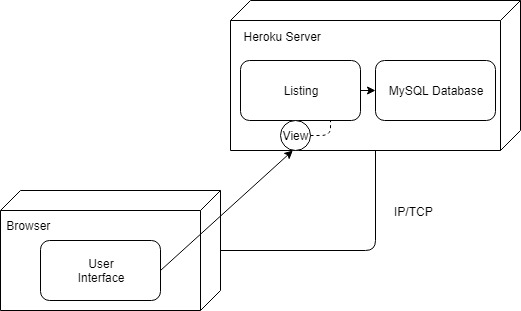 Heroku Server
Listing
MySQL Database
View
IP/TCP
Browser
User
Interface